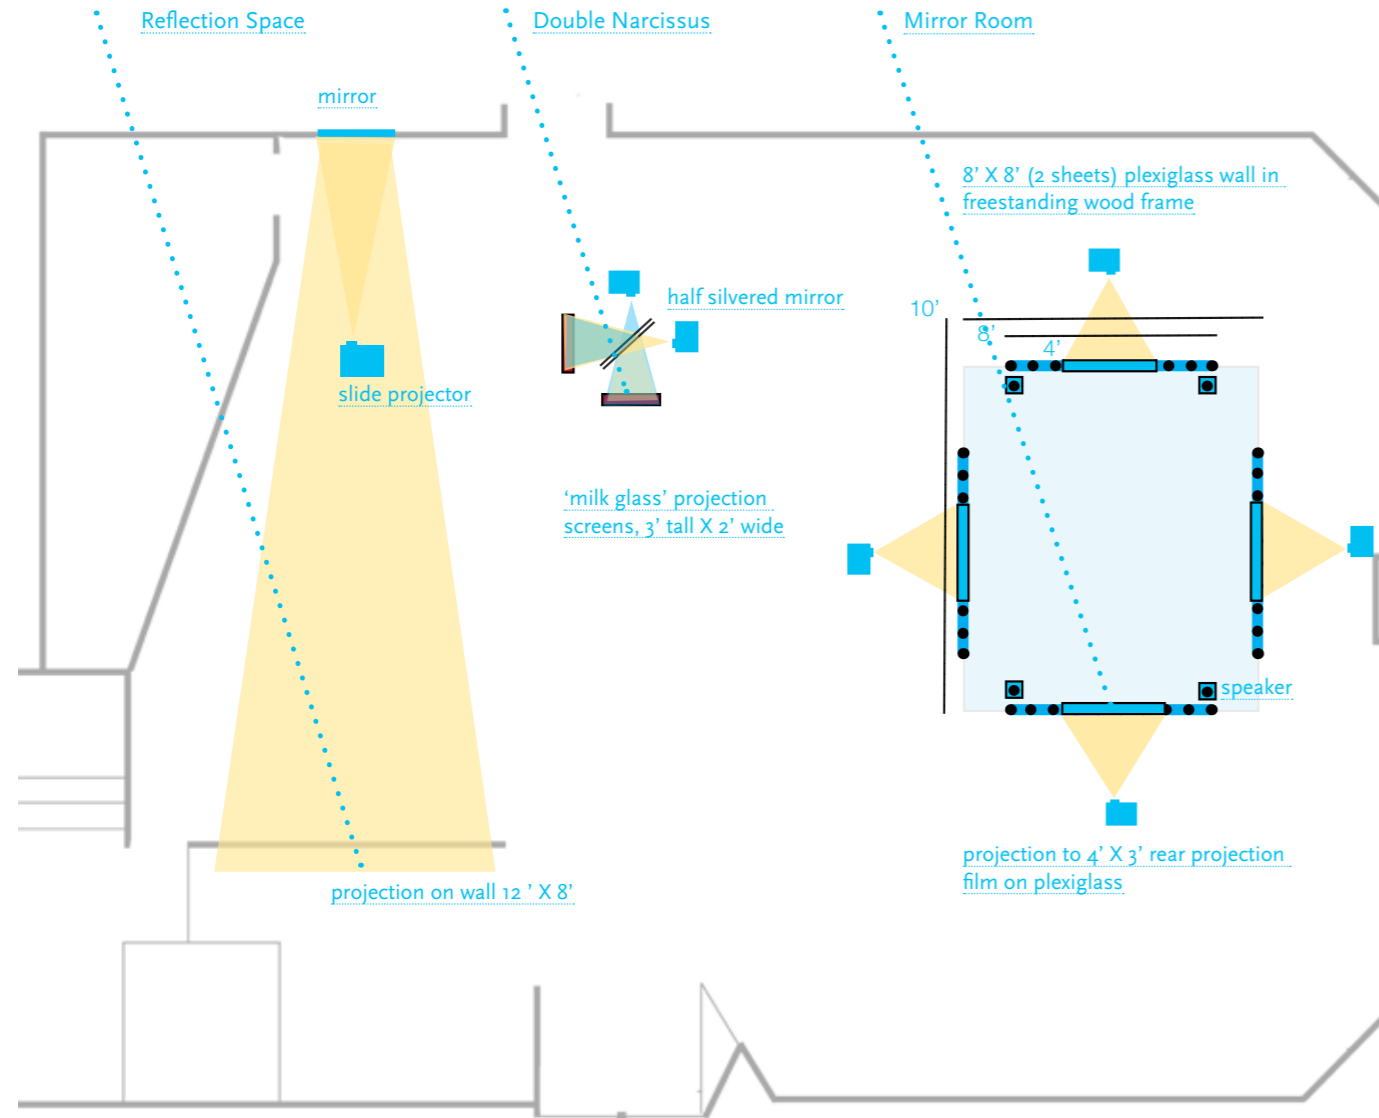 Reflection Space
Double Narcissus
Mirror Room
mirror
8’ X 8’ (2 sheets) plexiglass wall in
freestanding wood frame
half silvered mirror
10’
8’
4’
slide projector
‘milk glass’ projection
screens, 3’ tall X 2’ wide
speaker
projection to 4’ X 3’ rear projection
film on plexiglass
projection on wall 12 ’ X 8’